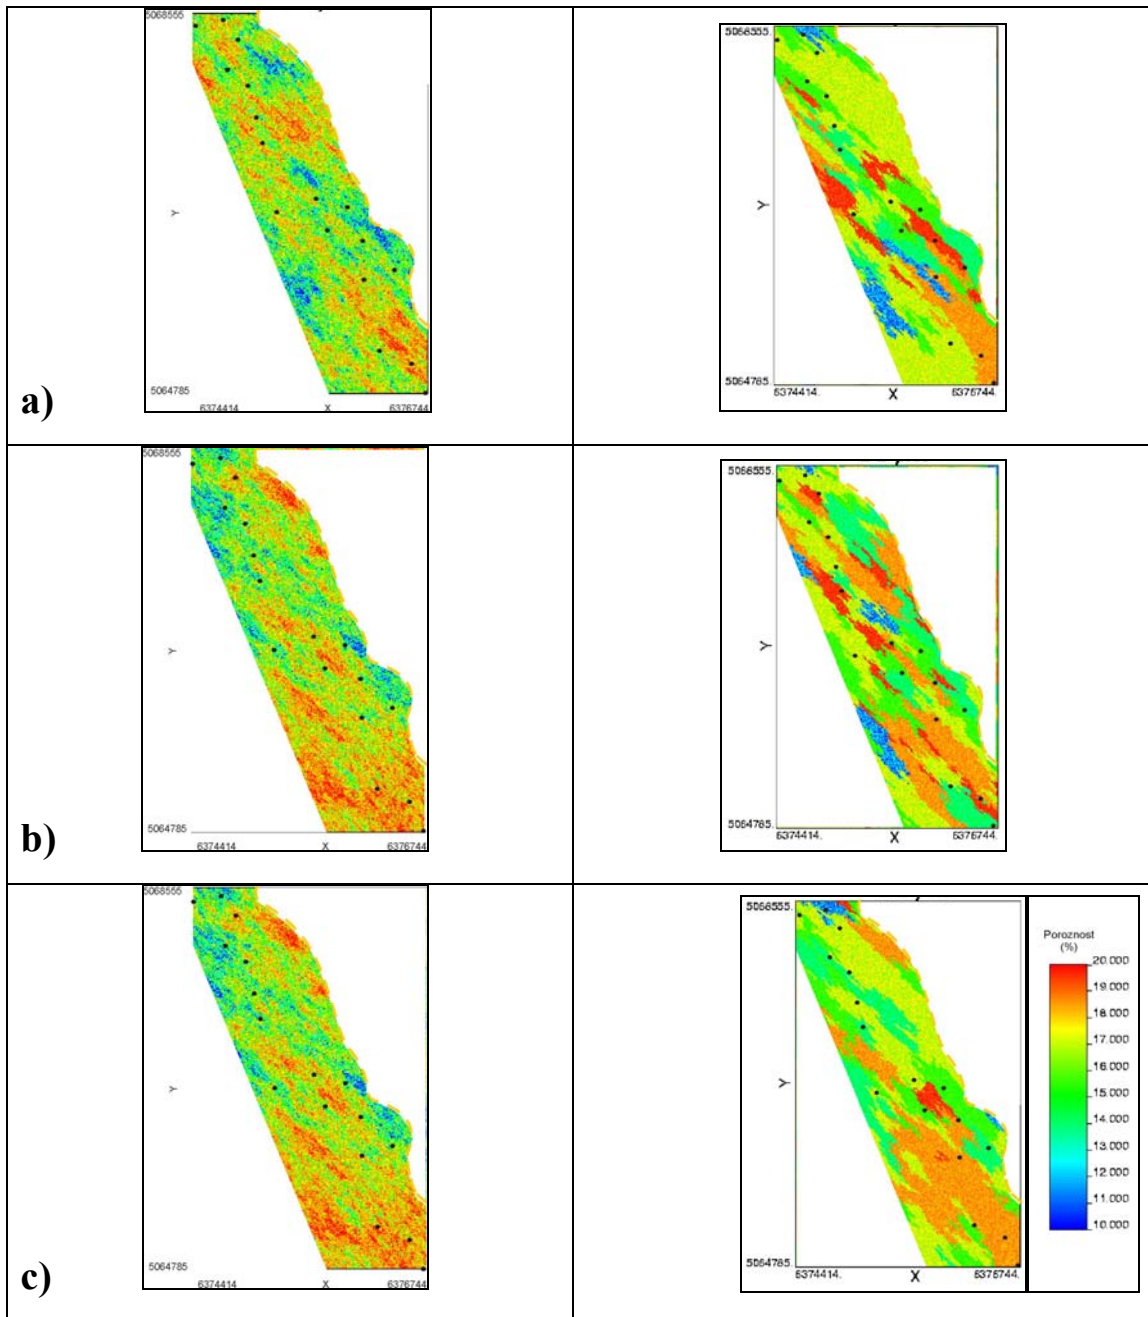 5068555
Y
5064785
6374414 X 6376744
a)
5068555.
Y
5064785.
6374414. X 6376744.
5068555
Y
5064785
6374414 X 6376744
b)
5068555.
Y
5064785.
6374414. X 6376744.
5068555
Y
5064785
6374414 X 6376744
c)
5068555.
Y
5064785.
6374414. X 6376744.
Poroznost
(%)
20.000
19.000
18.000
17.000
16.000
15.000
14.000
13.000
12.000
11.000
10.000